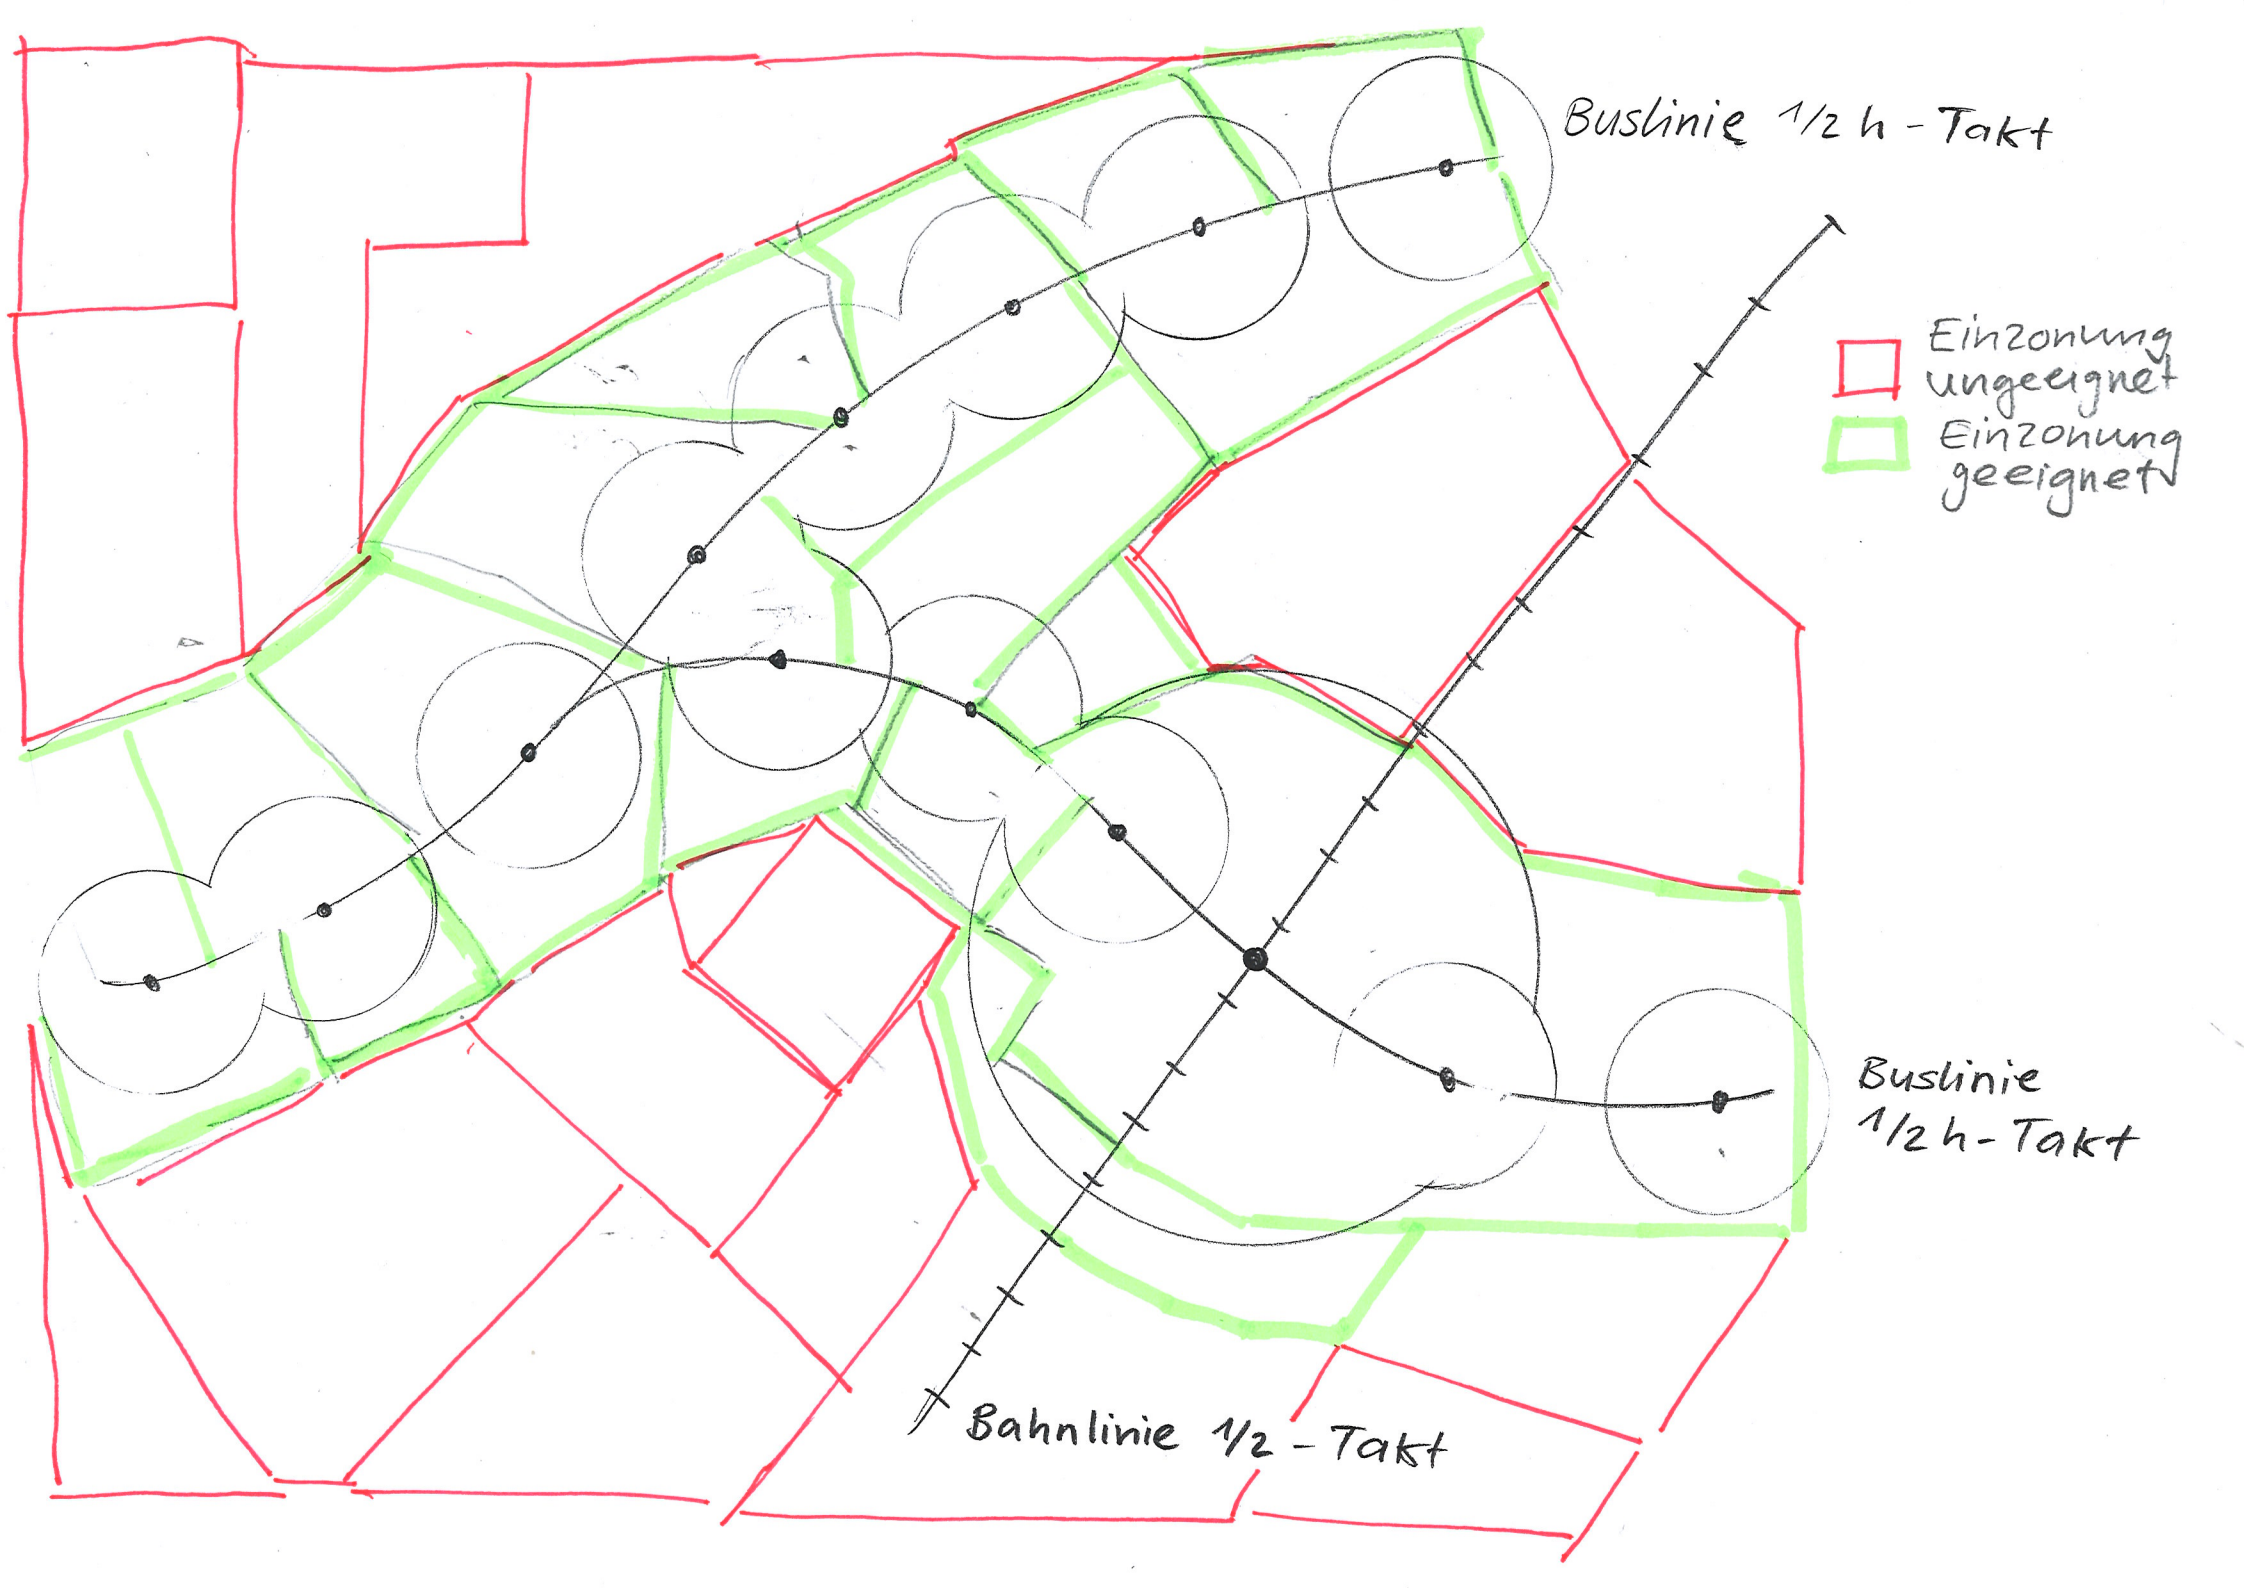 Buslinie 1/2 h - Takt
Einzonung
ungeeignet
Einzonung
geeignet
Buslinie
1/2 h - Takt
Bahnlinie 1/2 - Takt